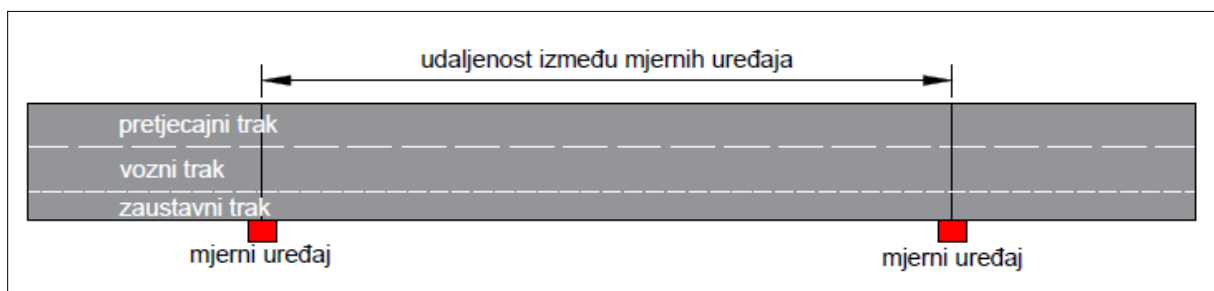 udaljenost između mjernih uređaja
pretjecajni trak
vozni trak
zaustavni trak
mjerni uređaj
mjerni uređaj